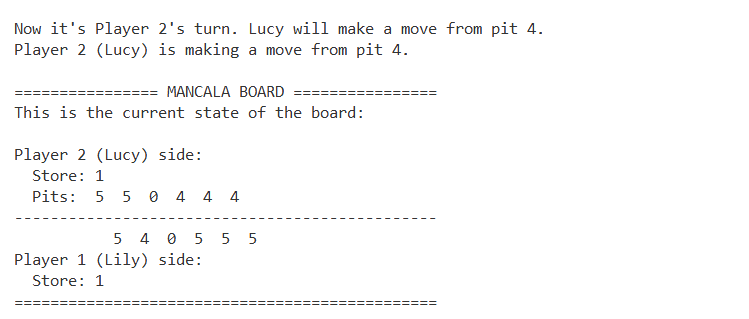 Now it's Player 2's turn. Lucy will make a move from pit 4.
Player 2 (Lucy) is making a move from pit 4.
================ MANCALA BOARD ================
This is the current state of the board:
Player 2 (Lucy) side:
  Store: 1
  Pits:  5  5  0  4  4  4
-----------------------------------------------
           5  4  0  5  5  5
Player 1 (Lily) side:
  Store: 1
===============================================